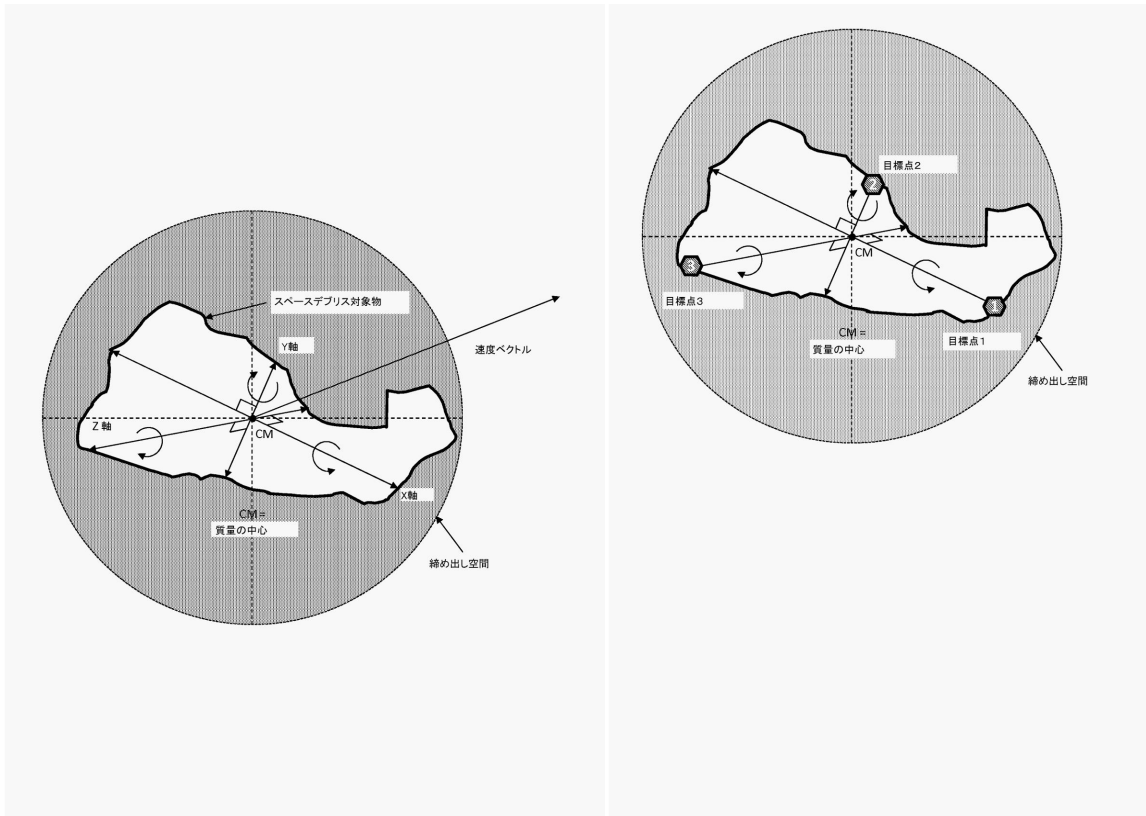 スペースデブリス対象物
Y軸
速度ベクトル
Z 軸
CM
X軸
CM =
質量の中心
締め出し空間
目標点2
2
CM
3
目標点3
1
CM =
質量の中心
目標点1
締め出し空間